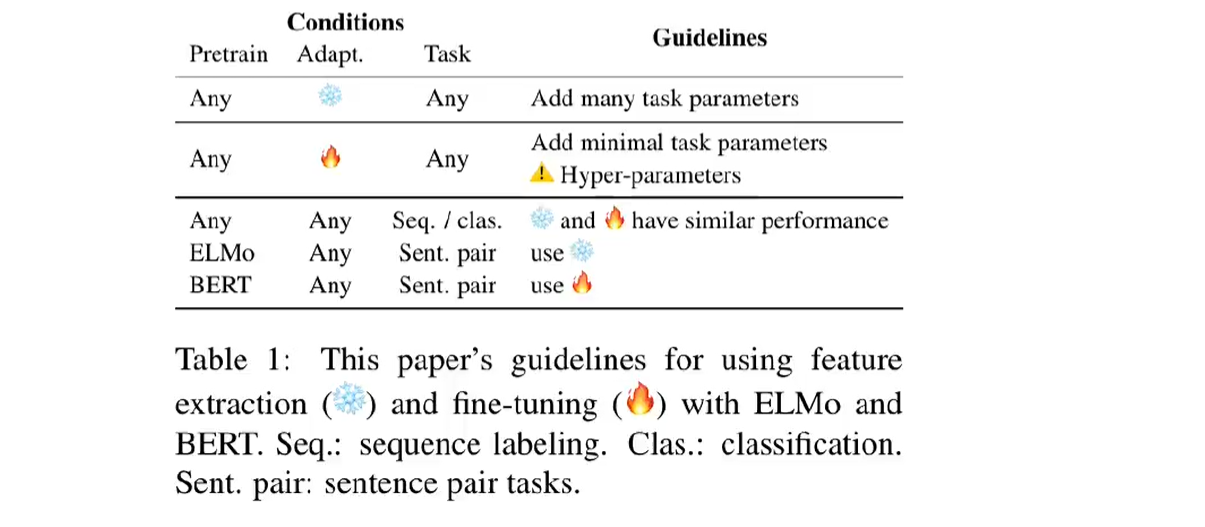 Conditions
Guidelines
Pretrain Adapt. Task
Any ❄️ Any Add many task parameters
Any 🔥 Any Add minimal task parameters
⚠️ Hyper-parameters
Any Any Seq. / clas. ❄️ and 🔥 have similar performance
ELMo Any Sent. pair use ❄️
BERT Any Sent. pair use 🔥
Table 1: This paper's guidelines for using feature
extraction (❄️) and fine-tuning (🔥) with ELMo and
BERT. Seq.: sequence labeling. Clas.: classification.
Sent. pair: sentence pair tasks.